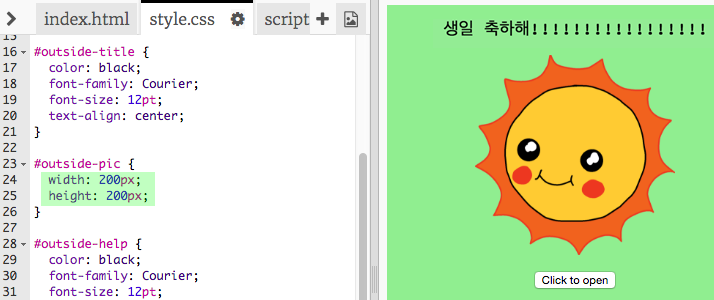 index.html style.css script
15
16 #outside-title {
17 color: black;
18 font-family: Courier;
19 font-size: 12pt;
20 text-align: center;
21 }
22
23 #outside-pic {
24 width: 200px;
25 height: 200px;
26 }
27
28 #outside-help {
29 color: black;
30 font-family: Courier;
31 font-size: 12pt;
생일 축하해!!!!!!!!!!!!!!!!!
Click to open